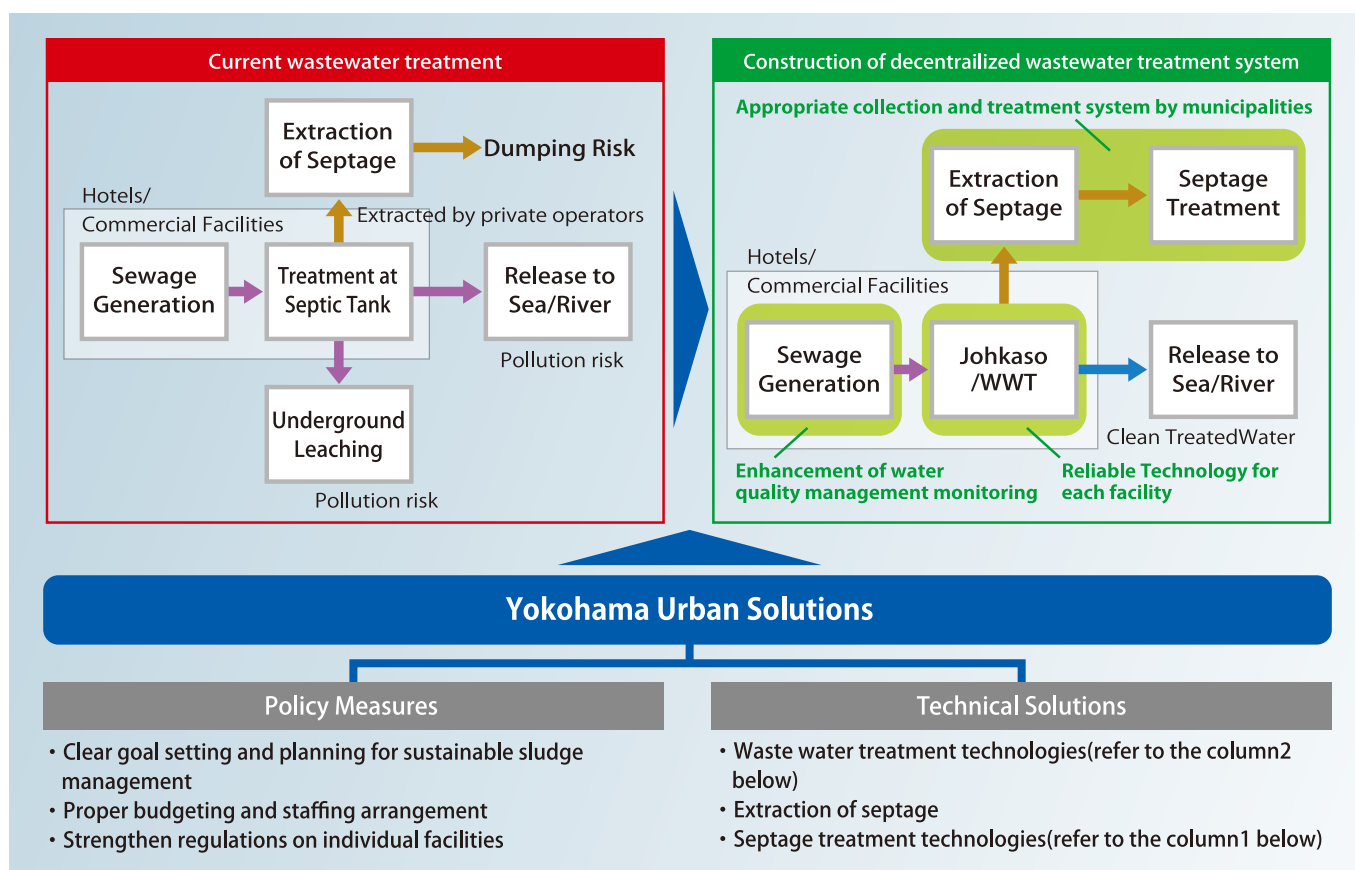 Current wastewater treatment
Extraction
of Septage
Dumping Risk
Hotels/
Commercial Facilities
Extracted by private operators
Sewage
Generation
Treatment at
Septic Tank
Release to
Sea/River
Pollution risk
Underground
Leaching
Pollution risk
Construction of decentrailized wastewater treatment system
Appropriate collection and treatment system by municipalities
Extraction
of Septage
Septage
Treatment
Hotels/
Commercial Facilities
Sewage
Generation
Johkaso
/WWT
Release to
Sea/River
Clean TreatedWater
Enhancement of water
quality management monitoring
Reliable Technology for
each facility
Yokohama Urban Solutions
Policy Measures
・Clear goal setting and planning for sustainable sludge
management
・Proper budgeting and staffing arrangement
・Strengthen regulations on individual facilities
Technical Solutions
・Waste water treatment technologies(refer to the column2
below)
・Extraction of septage
・Septage treatment technologies(refer to the column1 below)